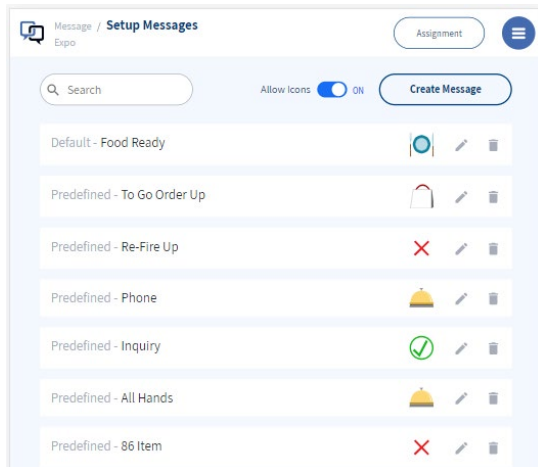 Message / Setup Messages
Expo
Assignment
Search
Allow Icons ON
Create Message
Default - Food Ready
Predefined - To Go Order Up
Predefined - Re-Fire Up
Predefined - Phone
Predefined - Inquiry
Predefined - All Hands
Predefined - 86 Item